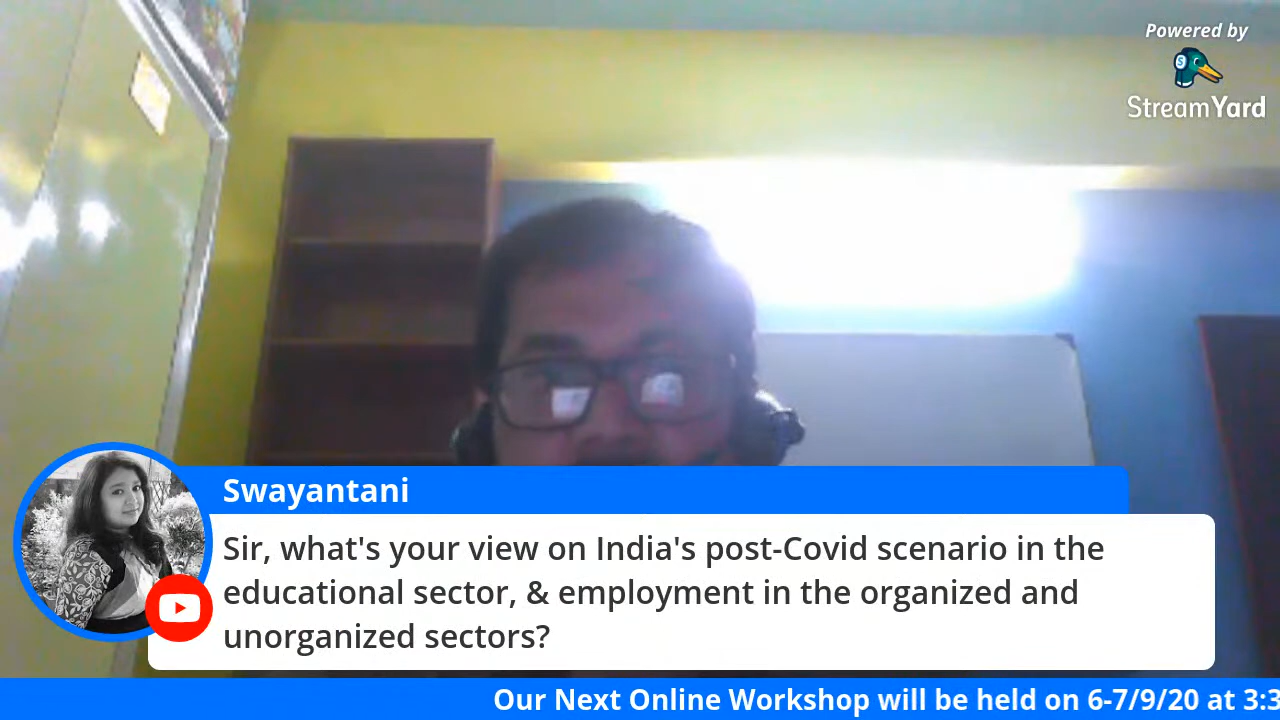 Powered by
StreamYard
Swayantani
Sir, what's your view on India's post-Covid scenario in the
educational sector, & employment in the organized and
unorganized sectors?
Our Next Online Workshop will be held on 6-7/9/20 at 3:3